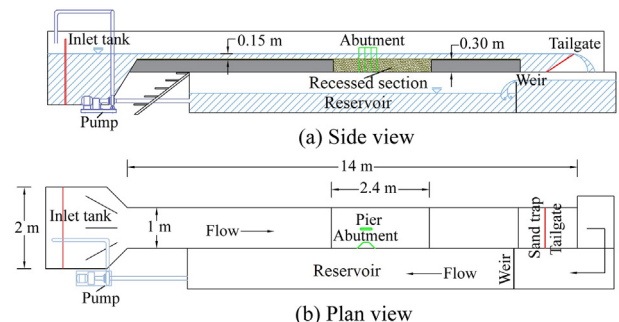 Inlet tank
0.15 m
Abutment
0.30 m
Tailgate
Recessed section
Weir
Reservoir
Pump
(a) Side view
14 m
2.4 m
2 m
Inlet tank
1 m
Flow
Pier
Abutment
Sand trap
Tailgate
Reservoir
Flow
Weir
Pump
(b) Plan view